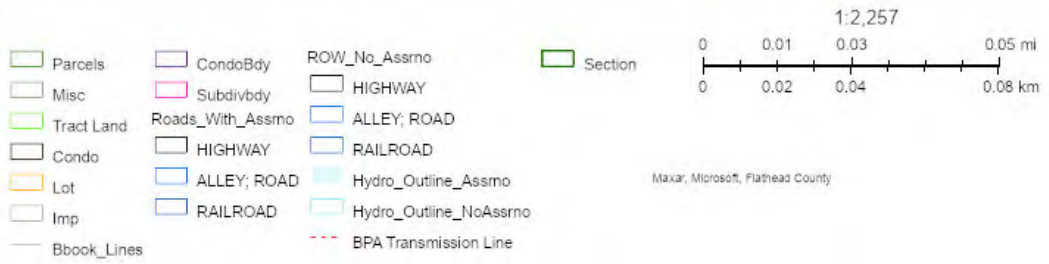 1:2,257
0 0.01 0.03 0.05 mi
0 0.02 0.04 0.08 km
Parcels
Misc
Tract Land
Condo
Lot
Imp
Bbook_Lines
CondoBdy
Subdivbdy
Roads_With_Assrno
HIGHWAY
ALLEY; ROAD
RAILROAD
ROW_No_Assrno
HIGHWAY
ALLEY; ROAD
RAILROAD
Hydro_Outline_Assrno
Hydro_Outline_NoAssrno
BPA Transmission Line
Section
Maxar, Microsoft, Flathead County